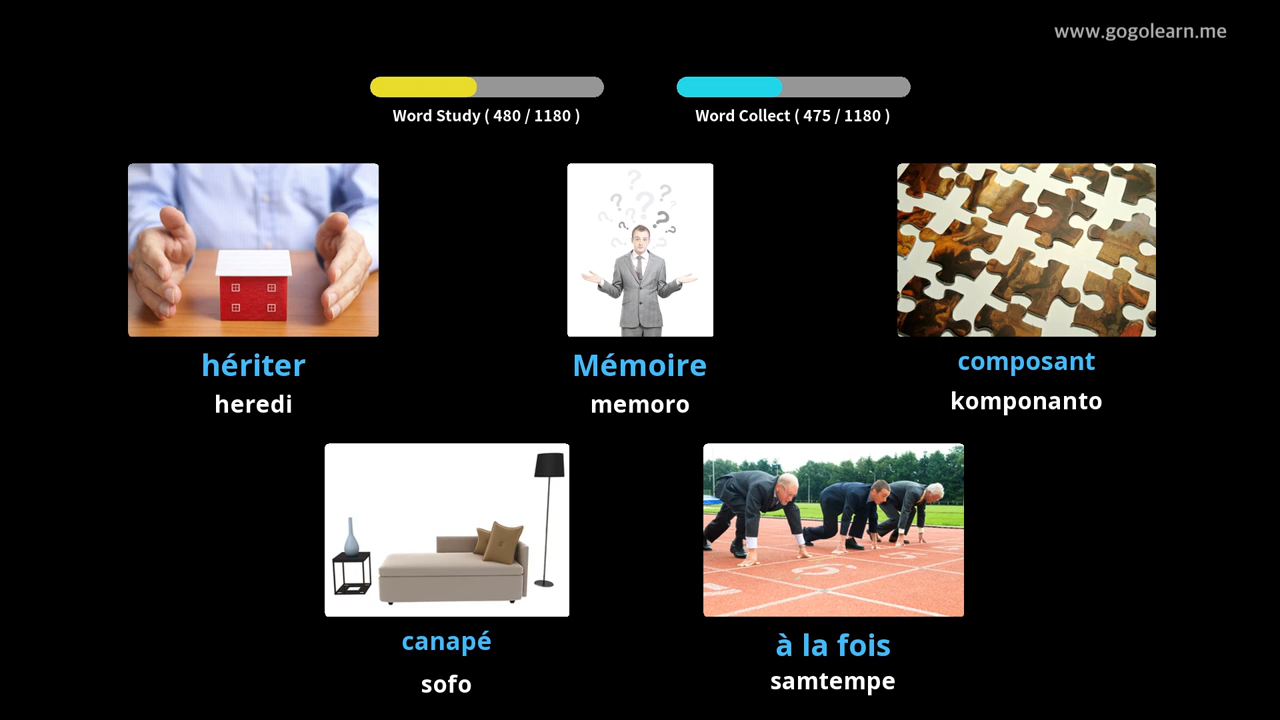 www.gogolearn.me
Word Study ( 480 / 1180 )
Word Collect ( 475 / 1180 )
hériter
heredi
Mémoire
memoro
composant
komponanto
canapé
sofo
à la fois
samtempe